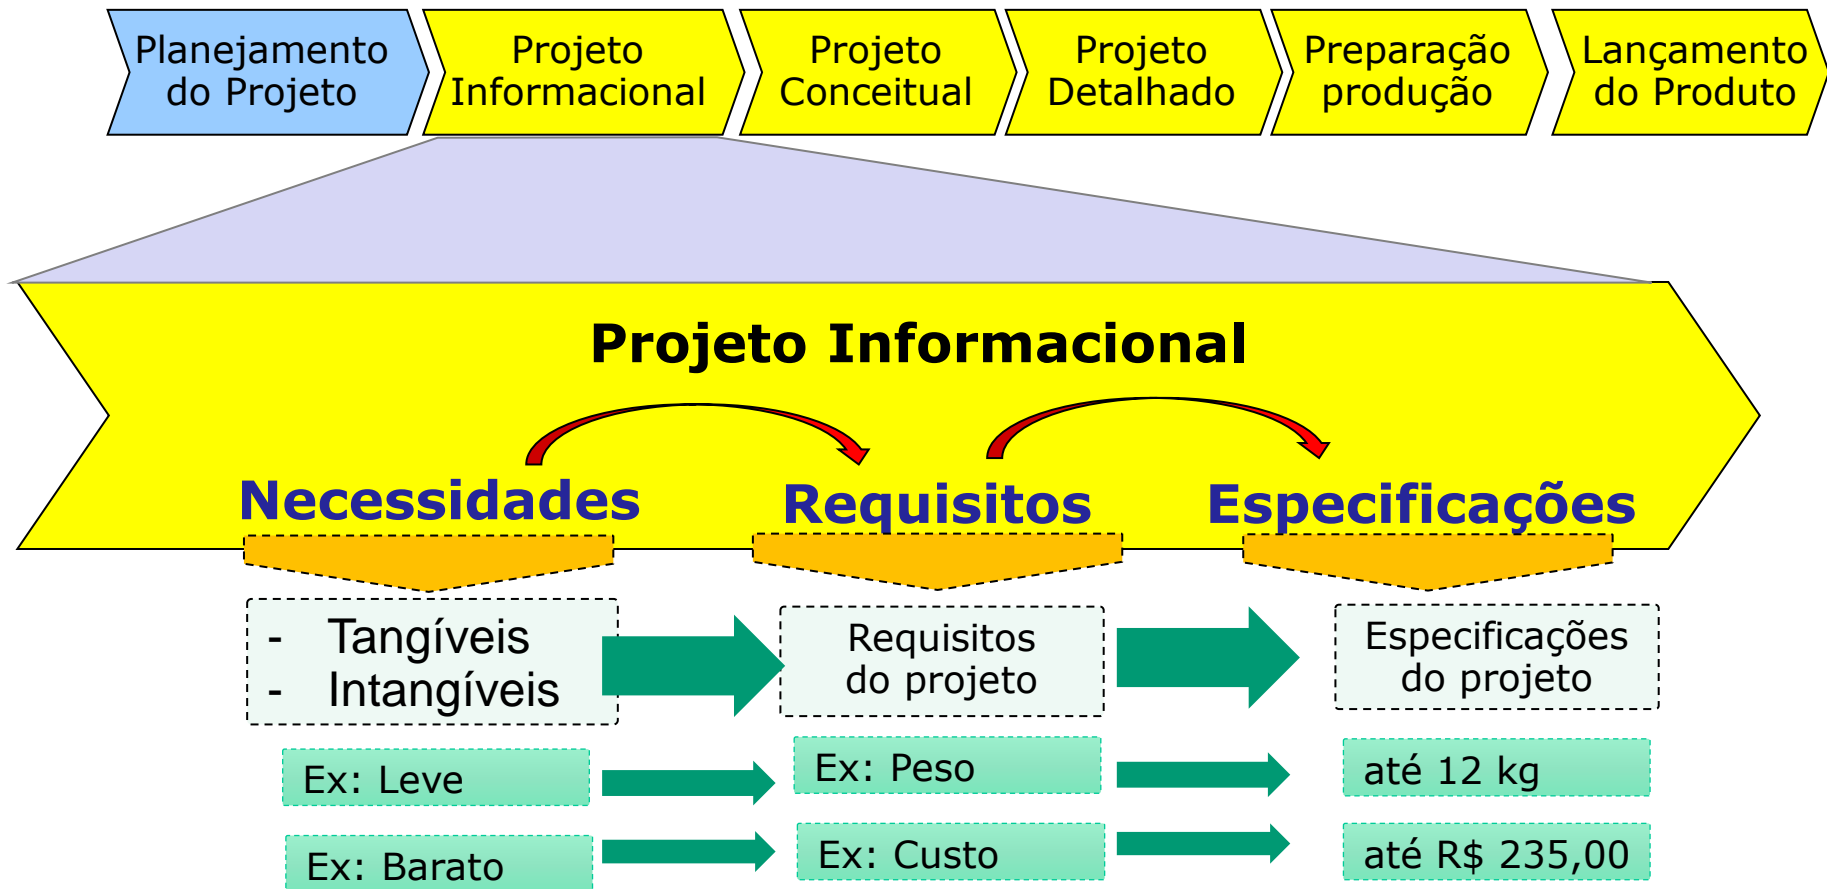 Planejamento
do Projeto
Projeto
Informacional
Projeto
Conceitual
Projeto
Detalhado
Preparação
produção
Lançamento
do Produto
Projeto Informacional
Necessidades
Requisitos
Especificações
- Tangíveis
- Intangíveis
Requisitos
do projeto
Especificações
do projeto
Ex: Leve
Ex: Peso
até 12 kg
Ex: Barato
Ex: Custo
até R$ 235,00